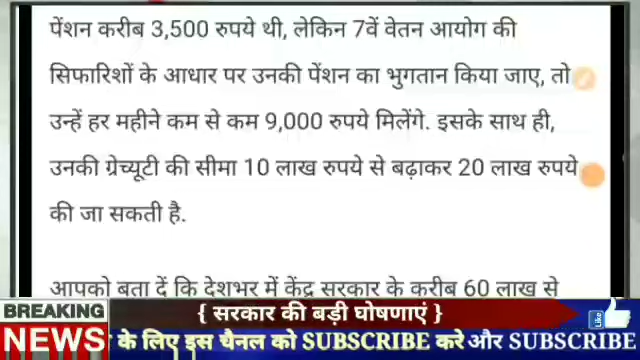 पेंशन करीब 3,500 रुपये थी, लेकिन 7वें वेतन आयोग की
सिफारिशों के आधार पर उनकी पेंशन का भुगतान किया जाए, तो
उन्हें हर महीने कम से कम 9,000 रुपये मिलेंगे. इसके साथ ही,
उनकी ग्रेच्यूटी की सीमा 10 लाख रुपये से बढ़ाकर 20 लाख रुपये
की जा सकती है.
आपको बता दें कि देशभर में केंद्र सरकार के करीब 60 लाख से
BREAKING
{ सरकार की बड़ी घोषणाएं }
Like
NEWS
के लिए इस चैनल को SUBSCRIBE करे और SUBSCRIBE